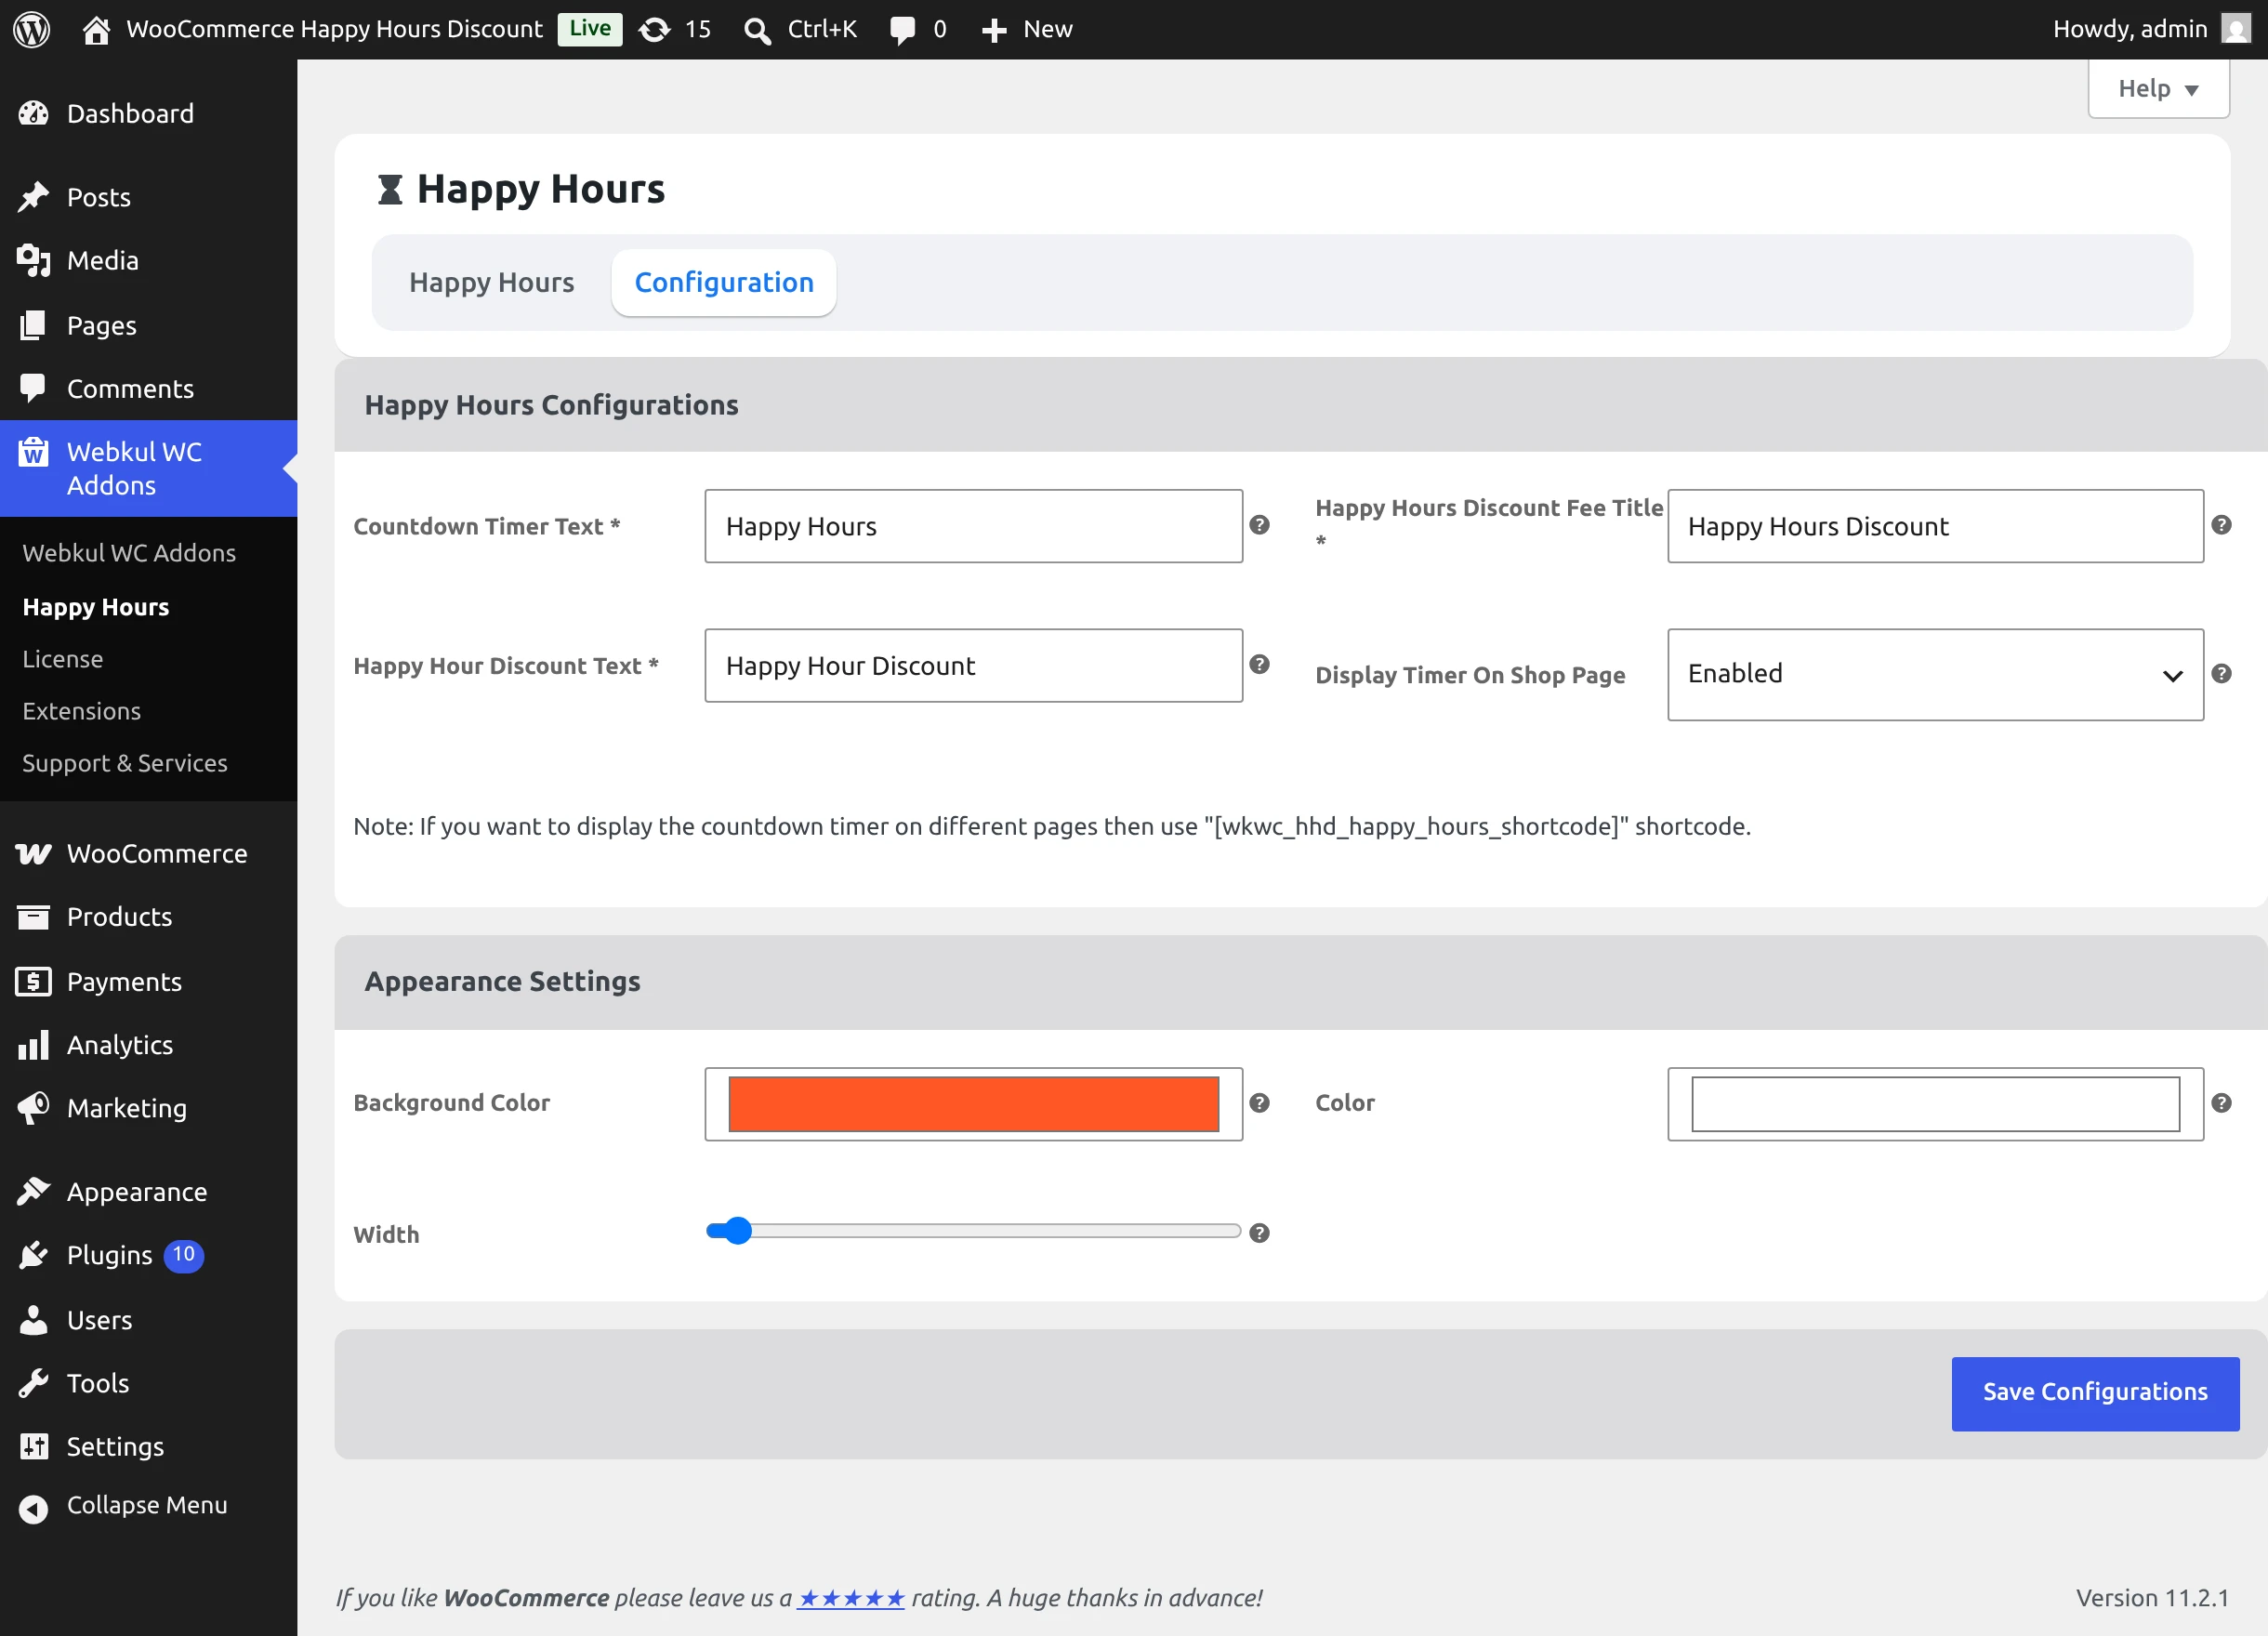 WooCommerce Happy Hours Discount Live 15 Ctrl+K 0 New Howdy, admin
Help ▼
Dashboard
Posts
Media
Pages
Comments
Webkul WC
Addons
Webkul WC Addons
Happy Hours
License
Extensions
Support & Services
WooCommerce
Products
Payments
Analytics
Marketing
Appearance
Plugins 10
Users
Tools
Settings
Collapse Menu
Happy Hours
Happy Hours Configuration
Happy Hours Configurations
Countdown Timer Text * Happy Hours
Happy Hours Discount Fee Title
* Happy Hours Discount
Happy Hour Discount Text * Happy Hour Discount
Display Timer On Shop Page Enabled
Note: If you want to display the countdown timer on different pages then use "[wkwc_hhd_happy_hours_shortcode]" shortcode.
Appearance Settings
Background Color
Color
Width
Save Configurations
If you like WooCommerce please leave us a ★★★★★ rating. A huge thanks in advance!
Version 11.2.1